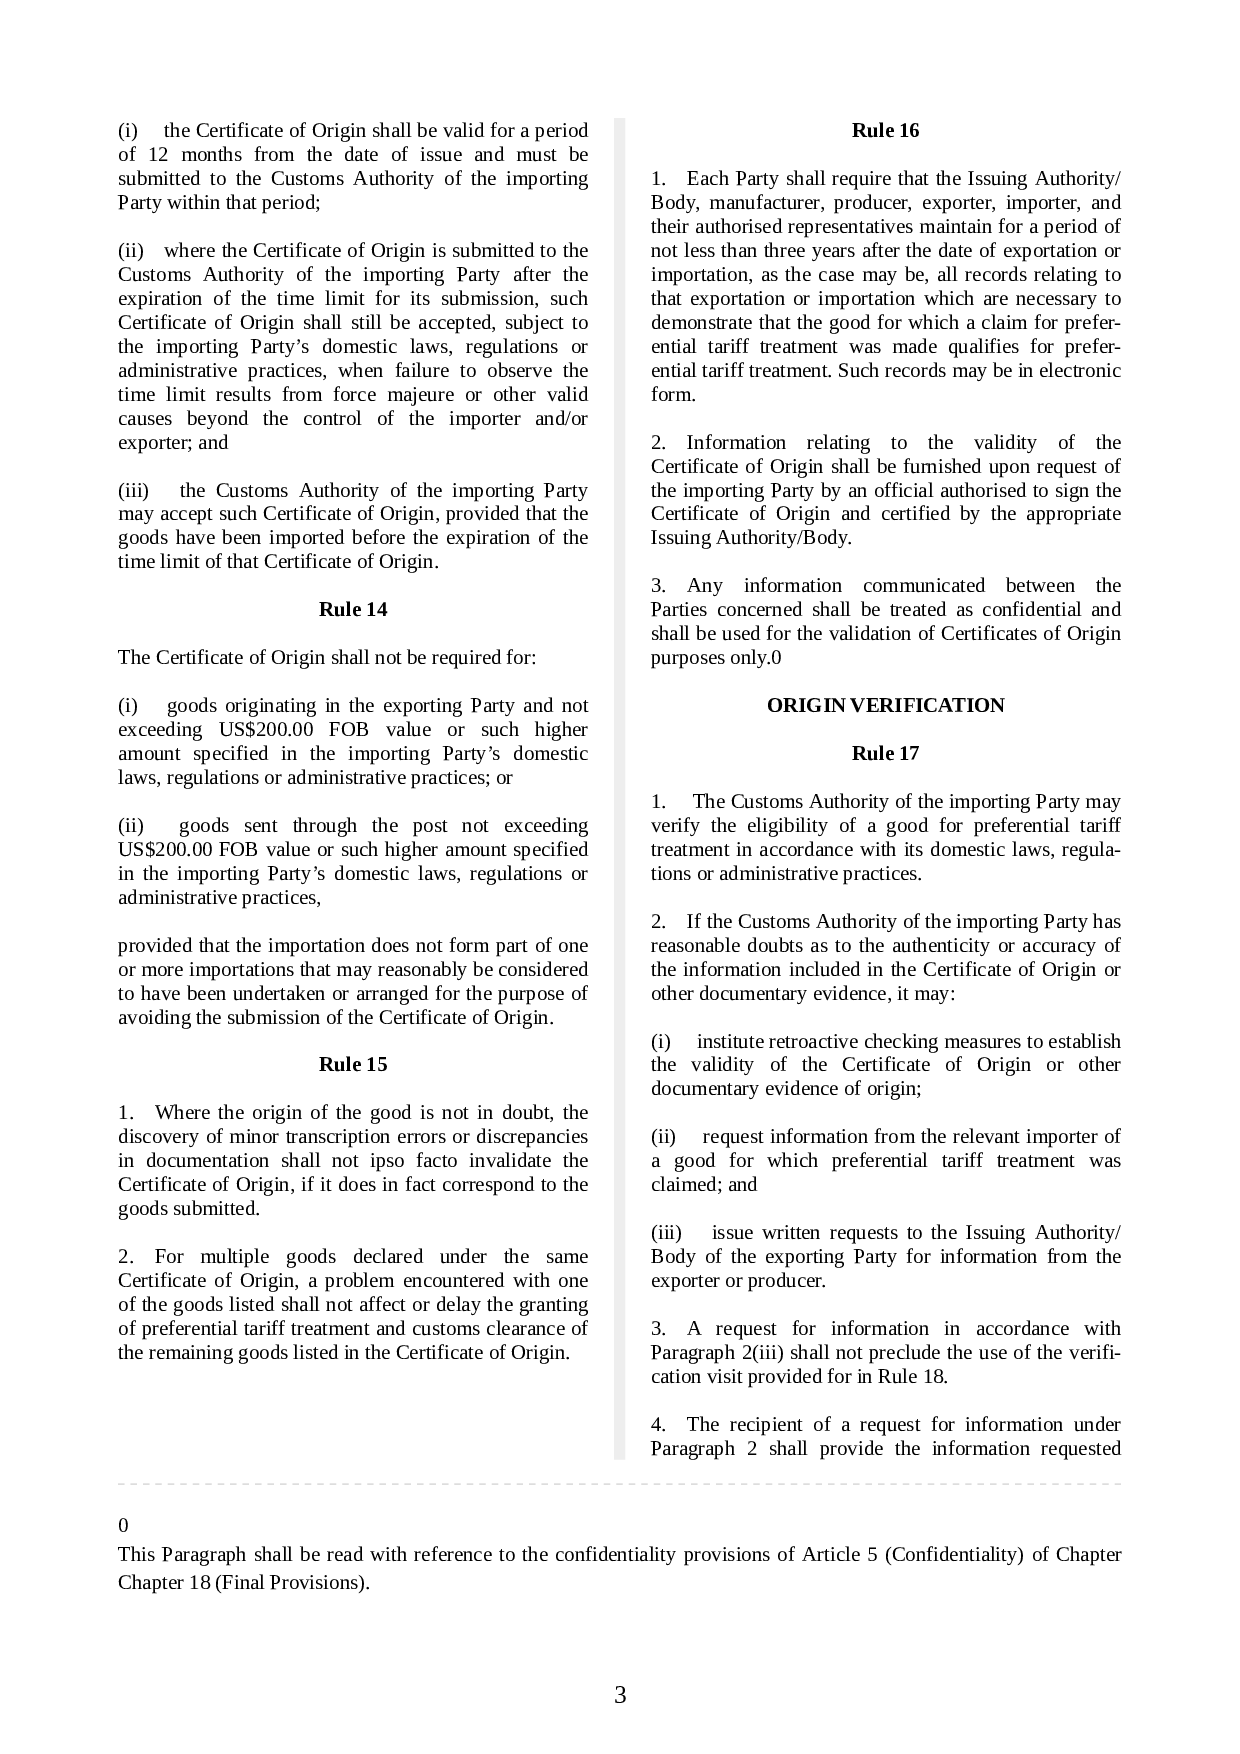 (i) the Certificate of Origin shall be valid for a period
of 12 months from the date of issue and must be
submitted to the Customs Authority of the importing
Party within that period;
(ii) where the Certificate of Origin is submitted to the
Customs Authority of the importing Party after the
expiration of the time limit for its submission, such
Certificate of Origin shall still be accepted, subject to
the importing Party’s domestic laws, regulations or
administrative practices, when failure to observe the
time limit results from force majeure or other valid
causes beyond the control of the importer and/or
exporter; and
(iii) the Customs Authority of the importing Party
may accept such Certificate of Origin, provided that the
goods have been imported before the expiration of the
time limit of that Certificate of Origin.
Rule 14
The Certificate of Origin shall not be required for:
(i) goods originating in the exporting Party and not
exceeding US$200.00 FOB value or such higher
amount specified in the importing Party’s domestic
laws, regulations or administrative practices; or
(ii) goods sent through the post not exceeding
US$200.00 FOB value or such higher amount specified
in the importing Party’s domestic laws, regulations or
administrative practices,
provided that the importation does not form part of one
or more importations that may reasonably be considered
to have been undertaken or arranged for the purpose of
avoiding the submission of the Certificate of Origin.
Rule 15
1. Where the origin of the good is not in doubt, the
discovery of minor transcription errors or discrepancies
in documentation shall not ipso facto invalidate the
Certificate of Origin, if it does in fact correspond to the
goods submitted.
2. For multiple goods declared under the same
Certificate of Origin, a problem encountered with one
of the goods listed shall not affect or delay the granting
of preferential tariff treatment and customs clearance of
the remaining goods listed in the Certificate of Origin.
Rule 16
1. Each Party shall require that the Issuing Authority/
Body, manufacturer, producer, exporter, importer, and
their authorised representatives maintain for a period of
not less than three years after the date of exportation or
importation, as the case may be, all records relating to
that exportation or importation which are necessary to
demonstrate that the good for which a claim for prefer-
ential tariff treatment was made qualifies for prefer-
ential tariff treatment. Such records may be in electronic
form.
2. Information relating to the validity of the
Certificate of Origin shall be furnished upon request of
the importing Party by an official authorised to sign the
Certificate of Origin and certified by the appropriate
Issuing Authority/Body.
3. Any information communicated between the
Parties concerned shall be treated as confidential and
shall be used for the validation of Certificates of Origin
purposes only.0
ORIGIN VERIFICATION
Rule 17
1. The Customs Authority of the importing Party may
verify the eligibility of a good for preferential tariff
treatment in accordance with its domestic laws, regula-
tions or administrative practices.
2. If the Customs Authority of the importing Party has
reasonable doubts as to the authenticity or accuracy of
the information included in the Certificate of Origin or
other documentary evidence, it may:
(i) institute retroactive checking measures to establish
the validity of the Certificate of Origin or other
documentary evidence of origin;
(ii) request information from the relevant importer of
a good for which preferential tariff treatment was
claimed; and
(iii) issue written requests to the Issuing Authority/
Body of the exporting Party for information from the
exporter or producer.
3. A request for information in accordance with
Paragraph 2(iii) shall not preclude the use of the verifi-
cation visit provided for in Rule 18.
4. The recipient of a request for information under
Paragraph 2 shall provide the information requested
0
This Paragraph shall be read with reference to the confidentiality provisions of Article 5 (Confidentiality) of Chapter
Chapter 18 (Final Provisions).
3